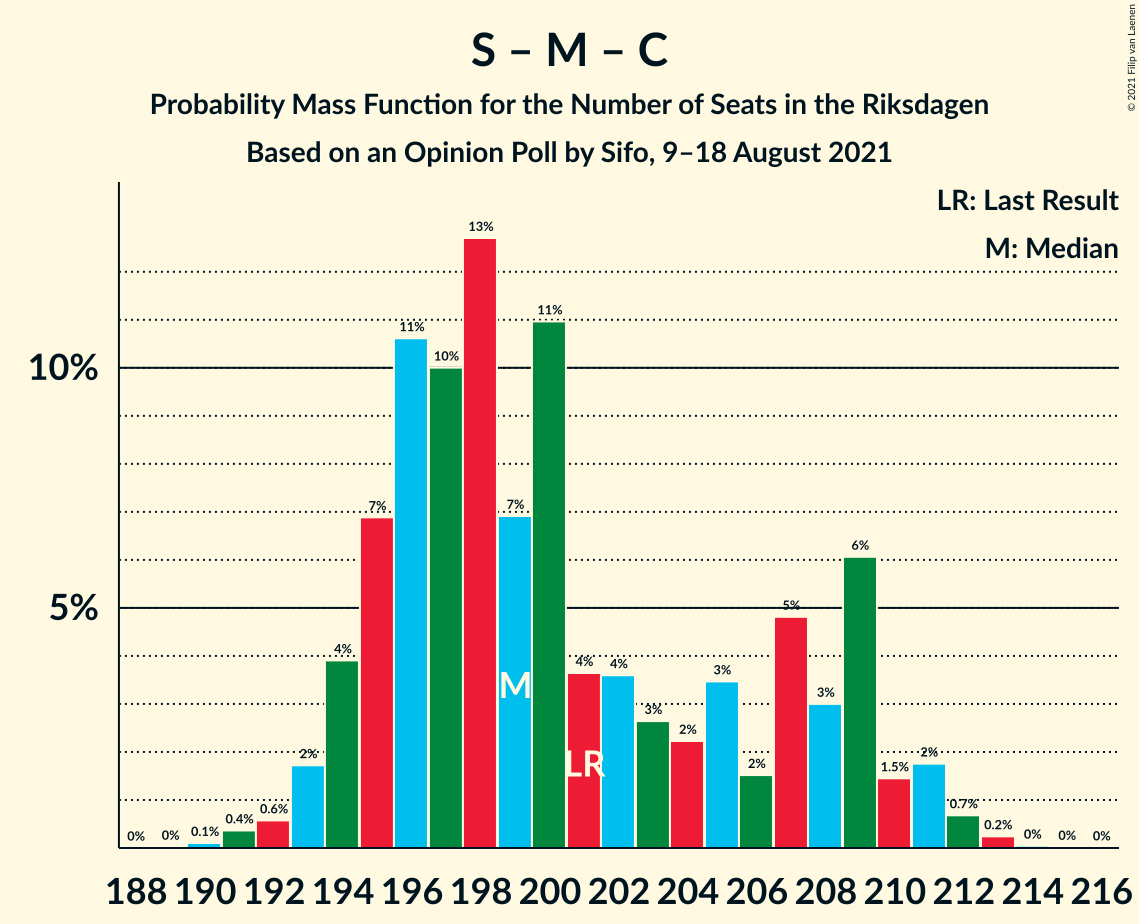 S – M – C
Probability Mass Function for the Number of Seats in the Riksdagen
Based on an Opinion Poll by Sifo, 9–18 August 2021
© 2021 Filip van Laenen
LR: Last Result
M: Median
10%
5%
0% 0% 0.1% 0.4% 0.6% 2% 4% 7% 11% 10% 13% 7% 11% 4% 4% 3% 2% 3% 2% 5% 3% 6% 1.5% 2% 0.7% 0.2% 0% 0% 0%
M
LR
188 190 192 194 196 198 200 202 204 206 208 210 212 214 216